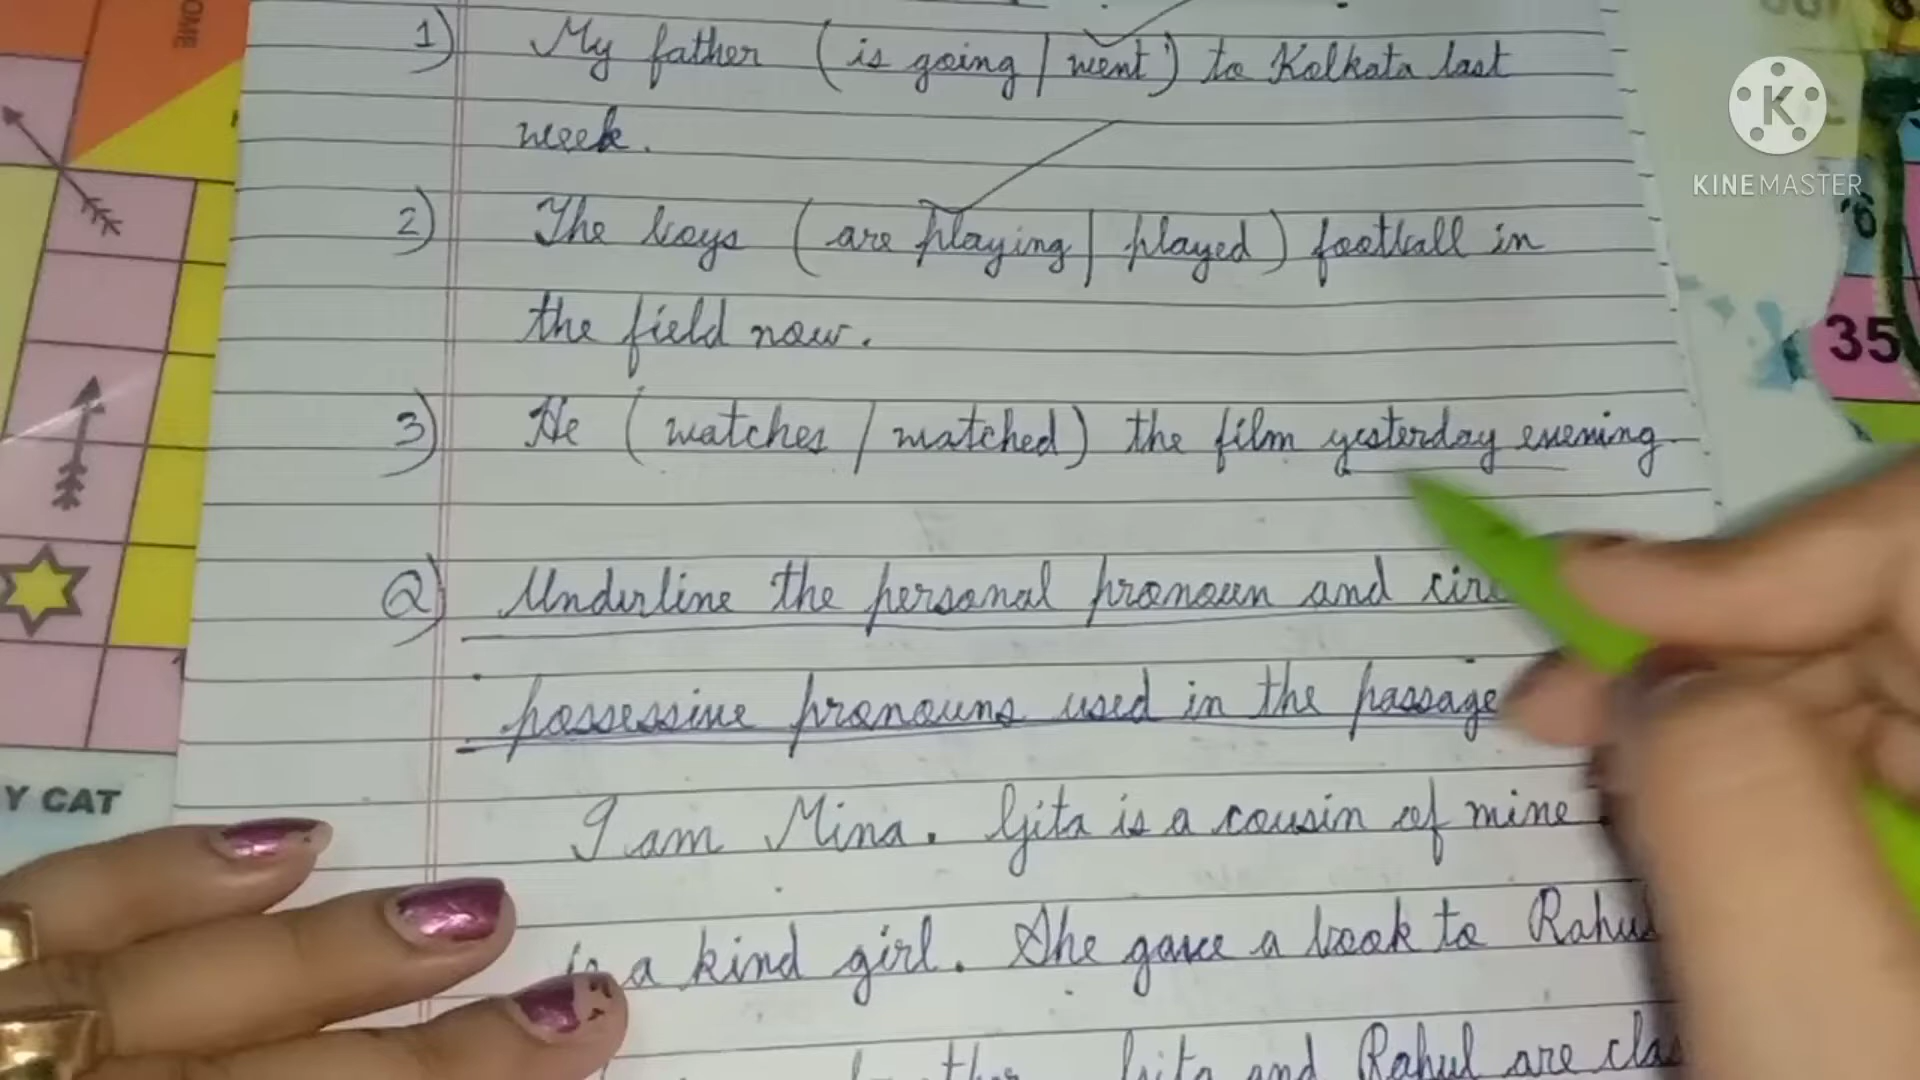 1) My father (is going / went) to Kolkata last
week.
2) The boys (are playing / played) football in
the field now.
3) He (watches / watched) the film yesterday evening
Q) Underline the personal pronoun and
possessive pronouns used in the passage
I am Mina. Gita is a cousin of mine
is a kind girl. She gave a book to Rahul
Gita and Rahul are
KINEMASTER
K
OME
35
Y CAT